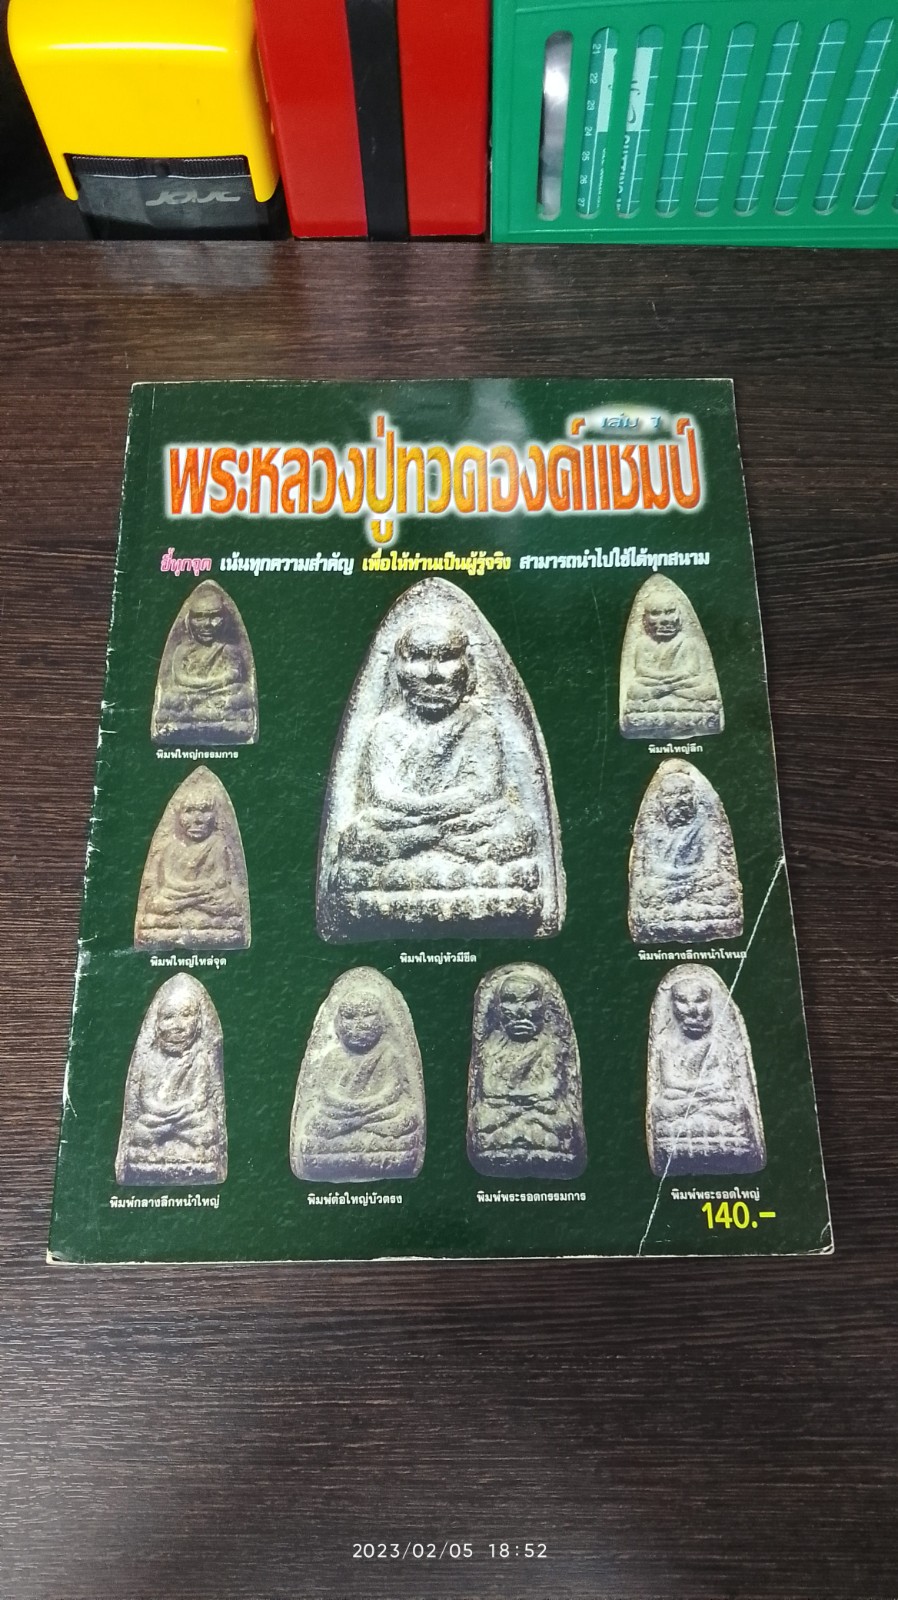 เล่ม 1
พระหลวงปู่ทวดองค์แชมป์
ชี้ทุกจุด เน้นทุกความสำคัญ เพื่อให้ท่านเป็นผู้รู้จริง สามารถนำไปใช้ได้ทุกสนาม
พิมพ์ใหญ่กรรมการ
พิมพ์ใหญ่ลึก
พิมพ์ใหญ่ไหล่จุด
พิมพ์ใหญ่หัวมีขีด
พิมพ์กลางลึกหน้าโหนก
พิมพ์กลางลึกหน้าใหญ่
พิมพ์ต้อใหญ่บัวตรง
พิมพ์พระรอดกรรมการ
พิมพ์พระรอดใหญ่
140.-
2023/02/05 18:52